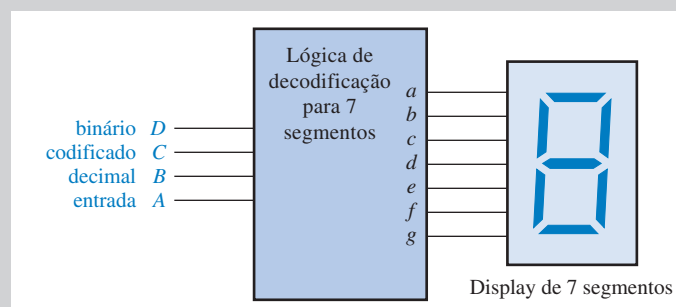 Lógica de
decodificação
para 7
segmentos
binário D
codificado C
decimal B
entrada A
a
b
c
d
e
f
g
Display de 7 segmentos